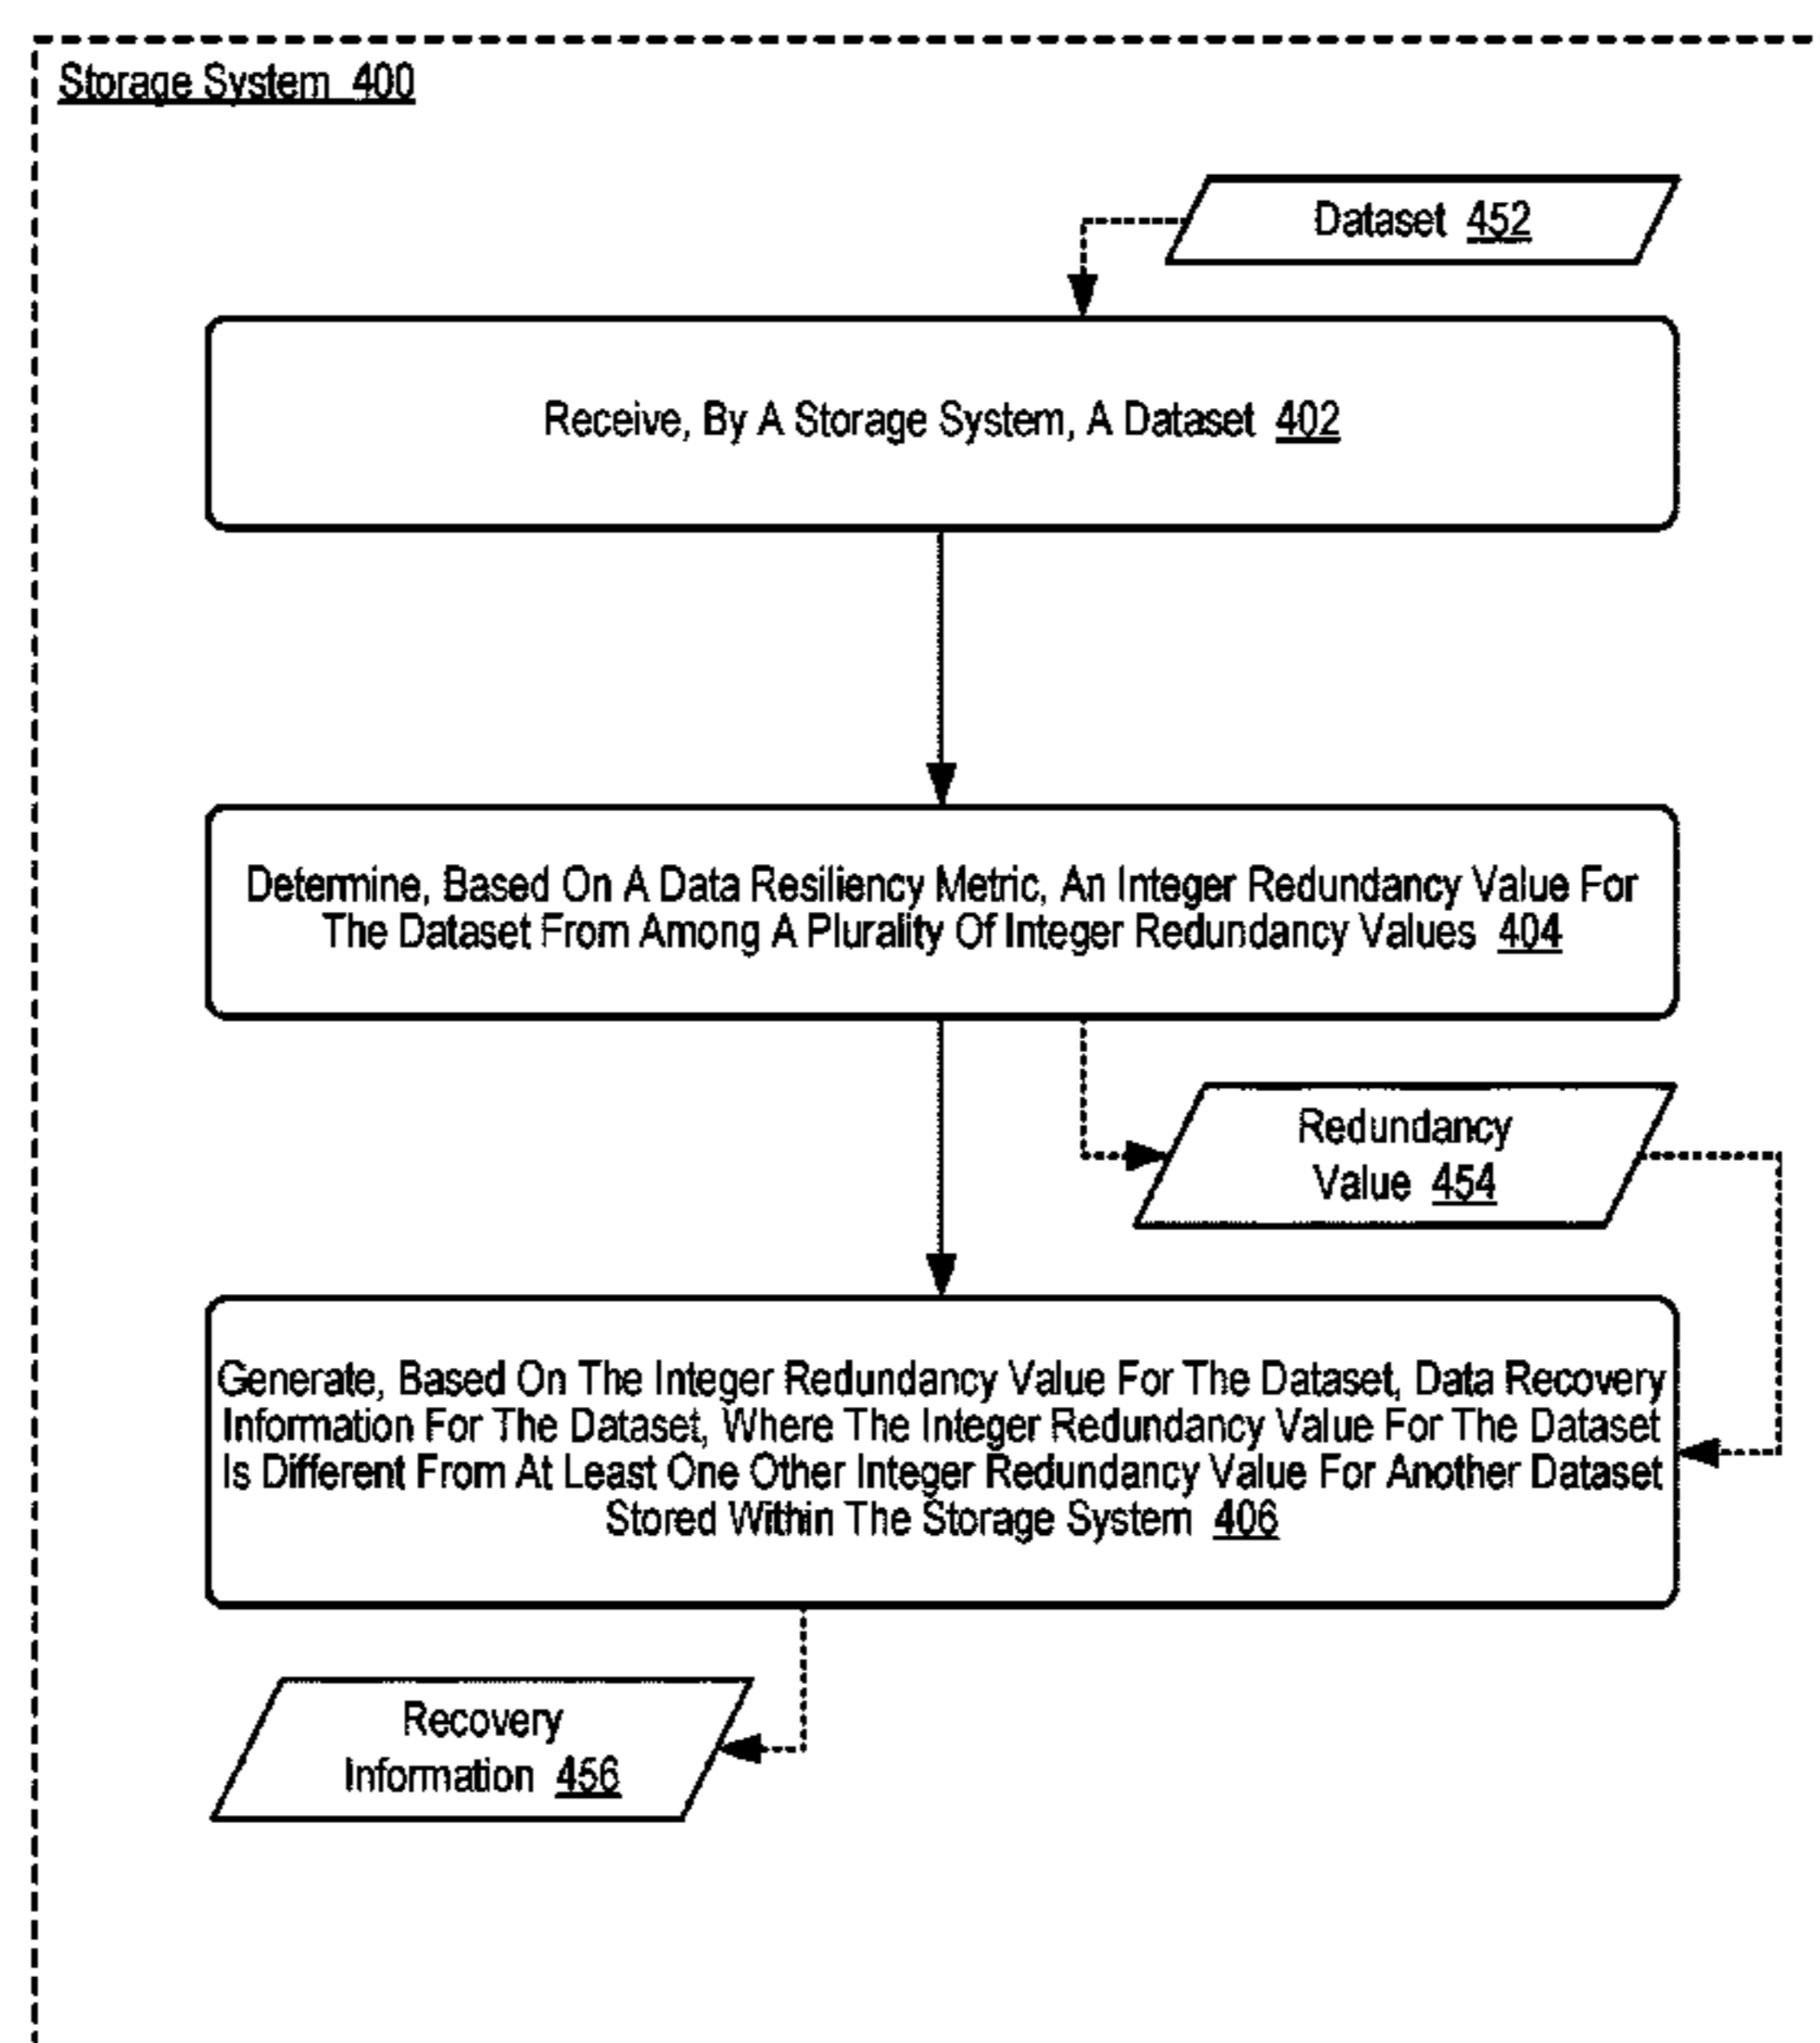 Storage System 400
Dataset 452
Receive, By A Storage System, A Dataset 402
Determine, Based On A Data Resiliency Metric, An Integer Redundancy Value For
The Dataset From Among A Plurality Of Integer Redundancy Values 404
Redundancy
Value 454
Generate, Based On The Integer Redundancy Value For The Dataset, Data Recovery
Information For The Dataset, Where The Integer Redundancy Value For The Dataset
Is Different From At Least One Other Integer Redundancy Value For Another Dataset
Stored Within The Storage System 406
Recovery
Information 456